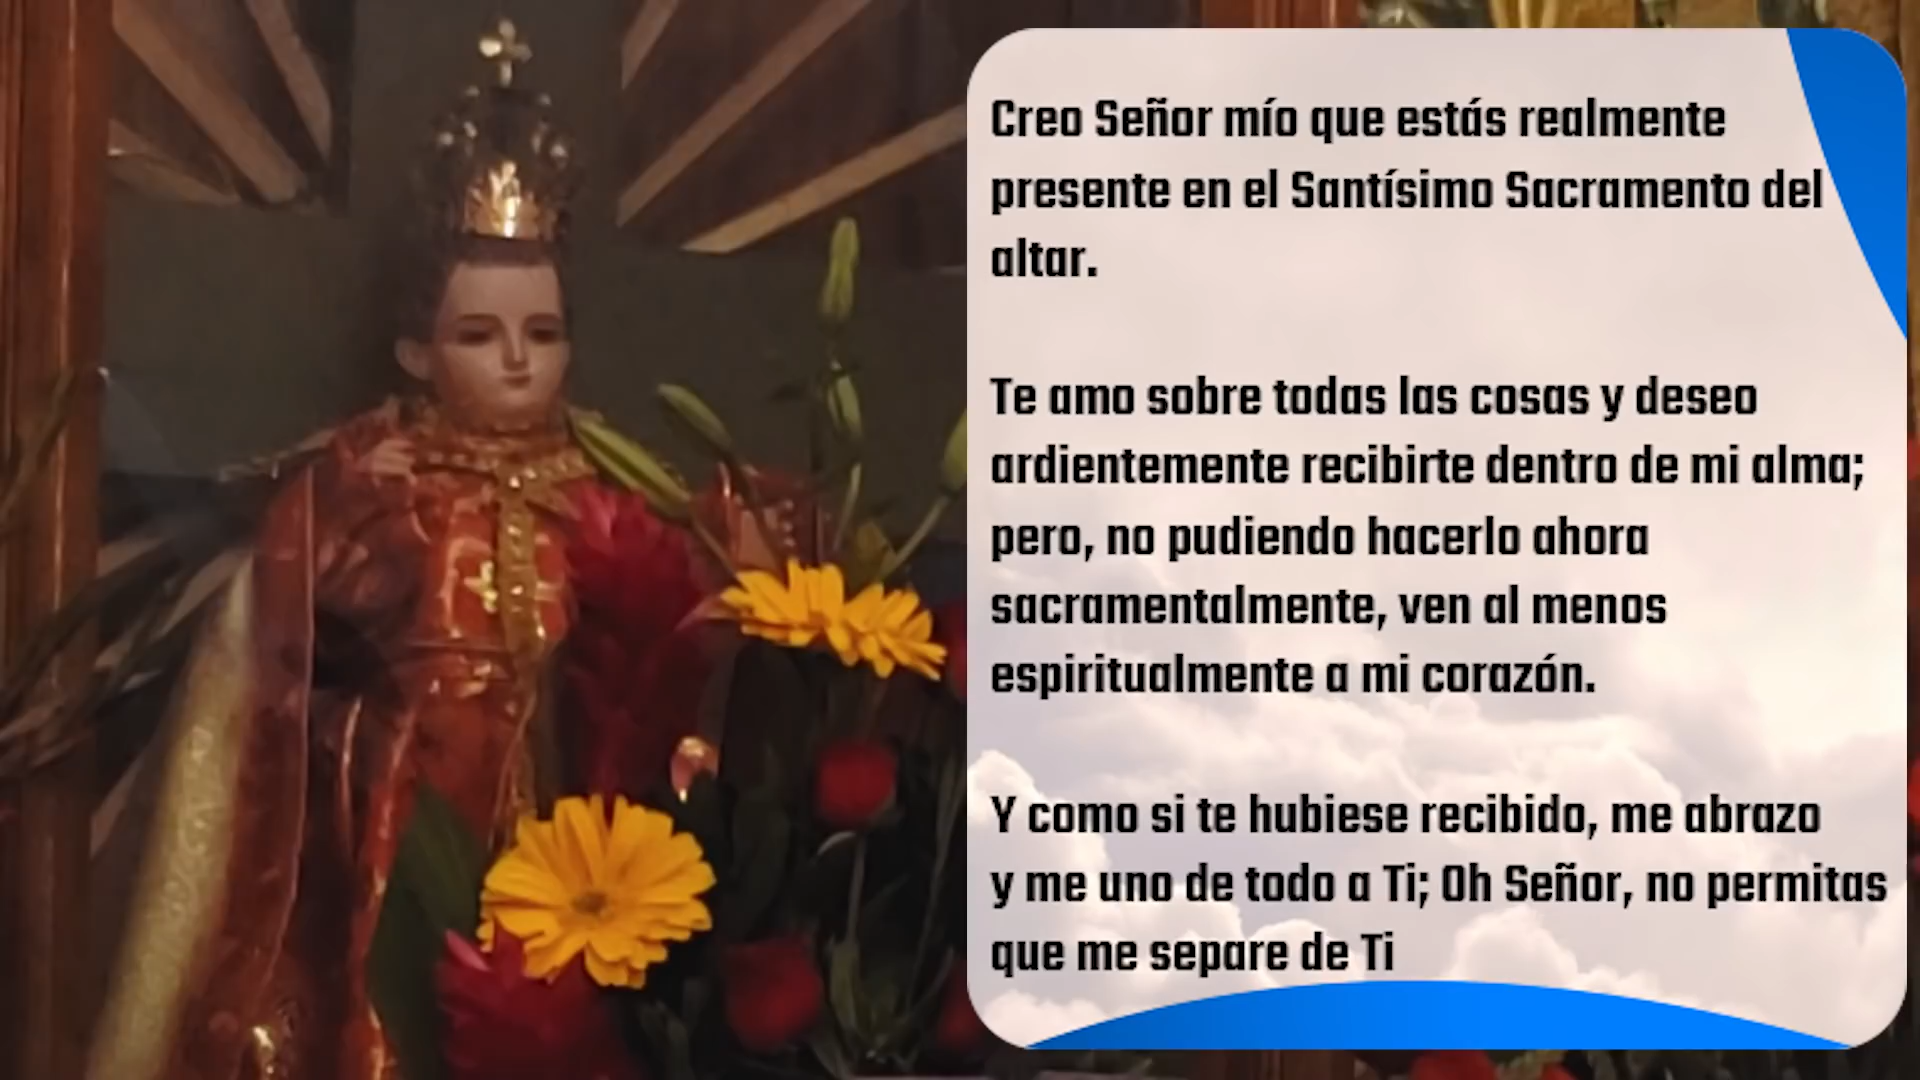 Creo Señor mío que estás realmente
presente en el Santísimo Sacramento del
altar.
Te amo sobre todas las cosas y deseo
ardientemente recibirte dentro de mi alma;
pero, no pudiendo hacerlo ahora
sacramentalmente, ven al menos
espiritualmente a mi corazón.
Y como si te hubiese recibido, me abrazo
y me uno de todo a Ti; Oh Señor, no permitas
que me separe de Ti